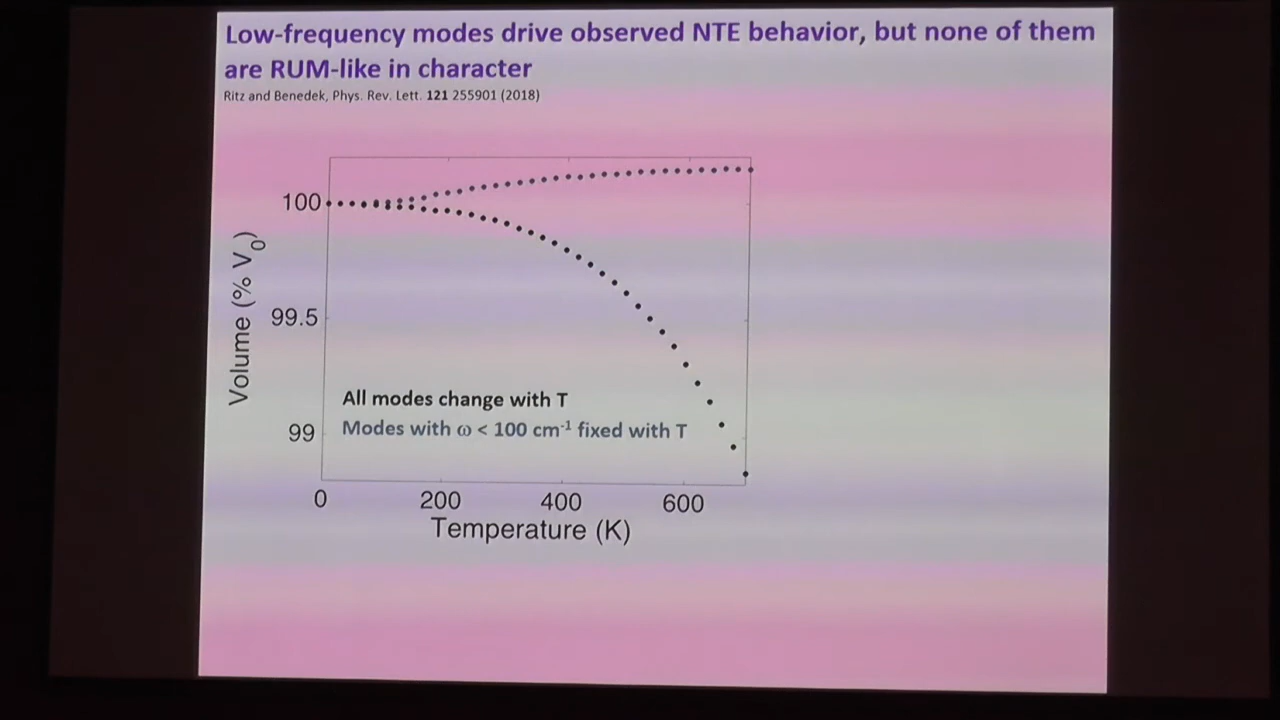 Low-frequency modes drive observed NTE behavior, but none of them
are RUM-like in character
Ritz and Benedek, Phys. Rev. Lett. 121 255901 (2018)
100
99.5
99
Volume (% V0)
All modes change with T
Modes with ω < 100 cm-1 fixed with T
0 200 400 600
Temperature (K)